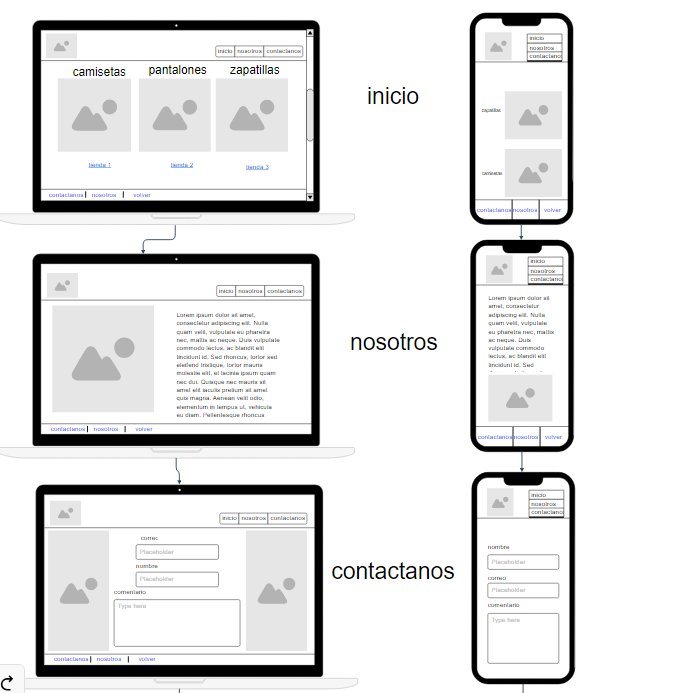 inicio nosotros contactanos
camisetas pantalones zapatillas
tienda 1 tienda 2 tienda 3
contactanos nosotros volver
inicio
inicio
nosotros
contactanos
zapatillas
camisetas
contactanos nosotros volver
inicio nosotros contactanos
Lorem ipsum dolor sit amet,
consectetur adipiscing elit. Nulla
quam velit, vulputate eu pharetra
nec, mattis ac neque. Duis vulputate
commodo lectus, ac blandit elit
tincidunt id. Sed rhoncus, tortor sed
eleifend tristique, tortor mauris
molestie elit, et lacinia ipsum quam
nec dui. Quisque nec mauris sit
amet elit iaculis pretium sit amet
quis magna. Aenean velit odio,
elementum in tempus ut, vehicula
eu diam. Pellentesque rhoncus
contactanos nosotros volver
nosotros
inicio
nosotros
contactanos
Lorem ipsum dolor sit
amet, consectetur
adipiscing elit. Nulla
quam velit, vulputate
eu pharetra nec, mattis
ac neque. Duis
vulputate commodo
lectus, ac blandit elit
tincidunt id. Sed
contactanos nosotros volver
inicio nosotros contactanos
correo
Placeholder
nombre
Placeholder
comentario
Type here
contactanos nosotros volver
contactanos
inicio
nosotros
contactanos
nombre
Placeholder
correo
Placeholder
comentario
Type here